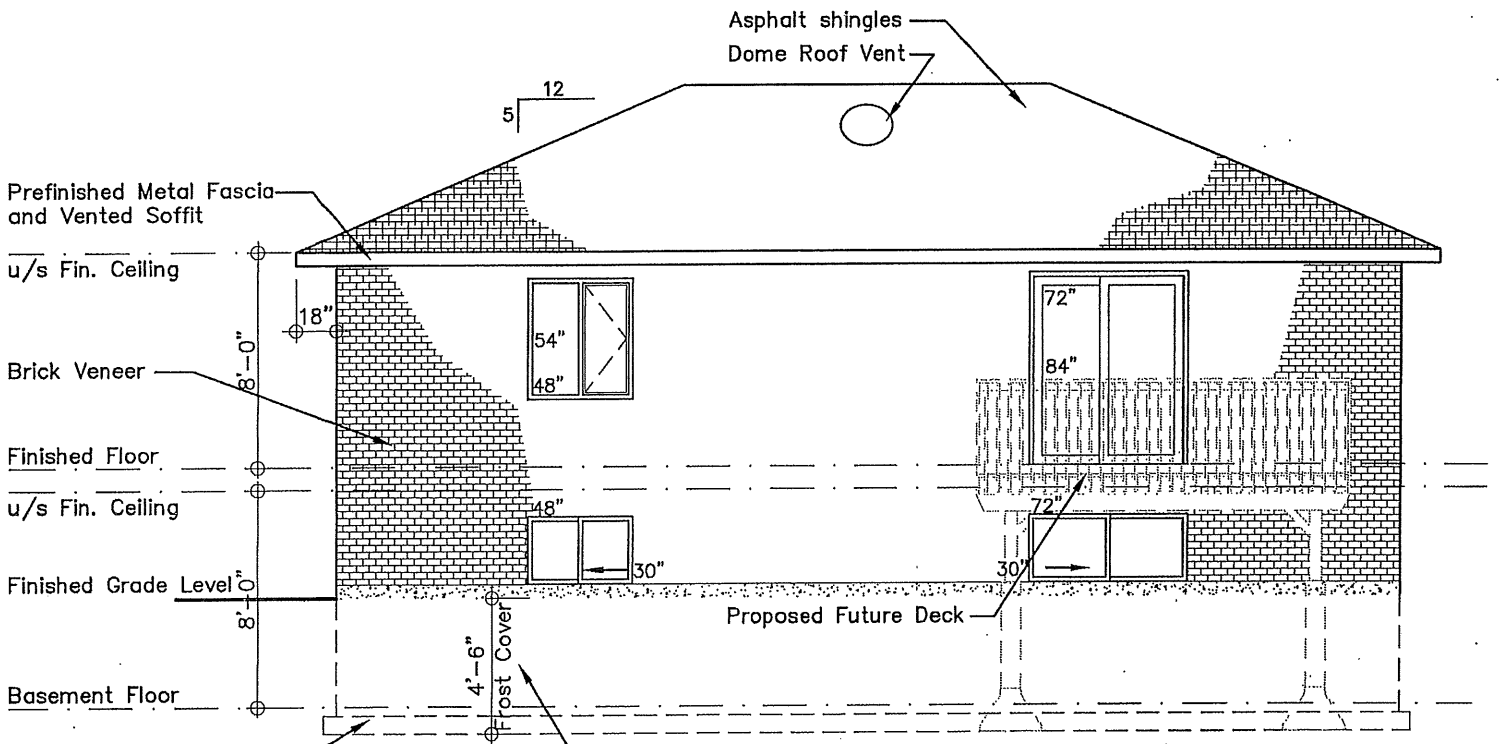 Asphalt shingles
Dome Roof Vent
12
5
Prefinished Metal Fascia
and Vented Soffit
u/s Fin. Ceiling
18"
8'-0"
72"
54"
84"
48"
Brick Veneer
Finished Floor
u/s Fin. Ceiling
48"
72"
30"
30"
Finished Grade Level
8'-0"
Proposed Future Deck
4'-6"
Frost Cover
Basement Floor